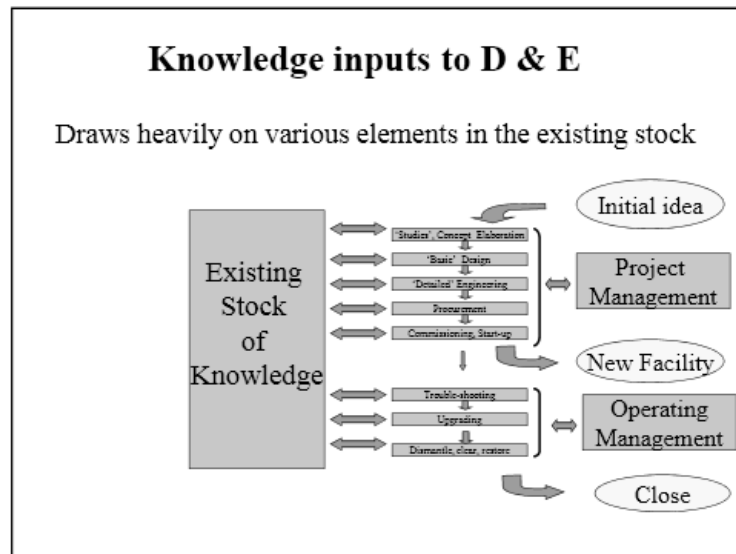 Knowledge inputs to D & E
Draws heavily on various elements in the existing stock
Initial idea
'Studies', Concept Elaboration
'Basic' Design
'Detailed' Engineering
Procurement
Commissioning, Start-up
Existing
Stock
of
Knowledge
Project
Management
New Facility
Trouble-shooting
Upgrading
Dismantle, clear, restore
Operating
Management
Close